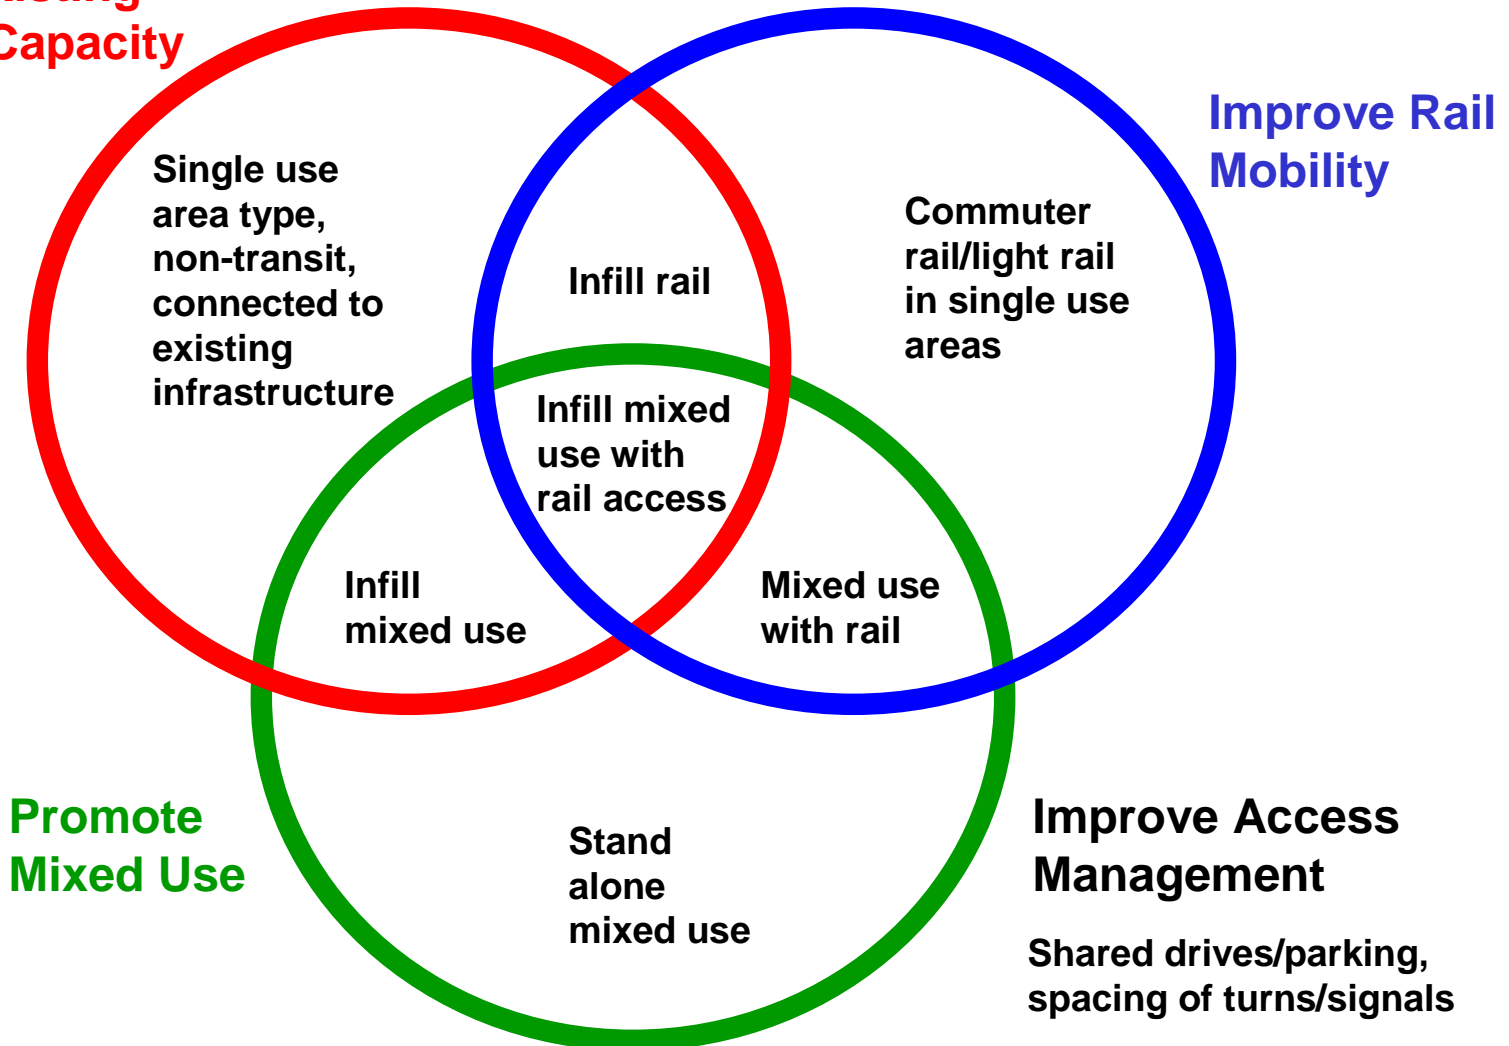 Capacity
Improve Rail
Mobility
Single use
area type,
non-transit,
connected to
existing
infrastructure
Infill rail
Commuter
rail/light rail
in single use
areas
Infill mixed
use with
rail access
Infill
mixed use
Mixed use
with rail
Promote
Mixed Use
Stand
alone
mixed use
Improve Access
Management
Shared drives/parking,
spacing of turns/signals